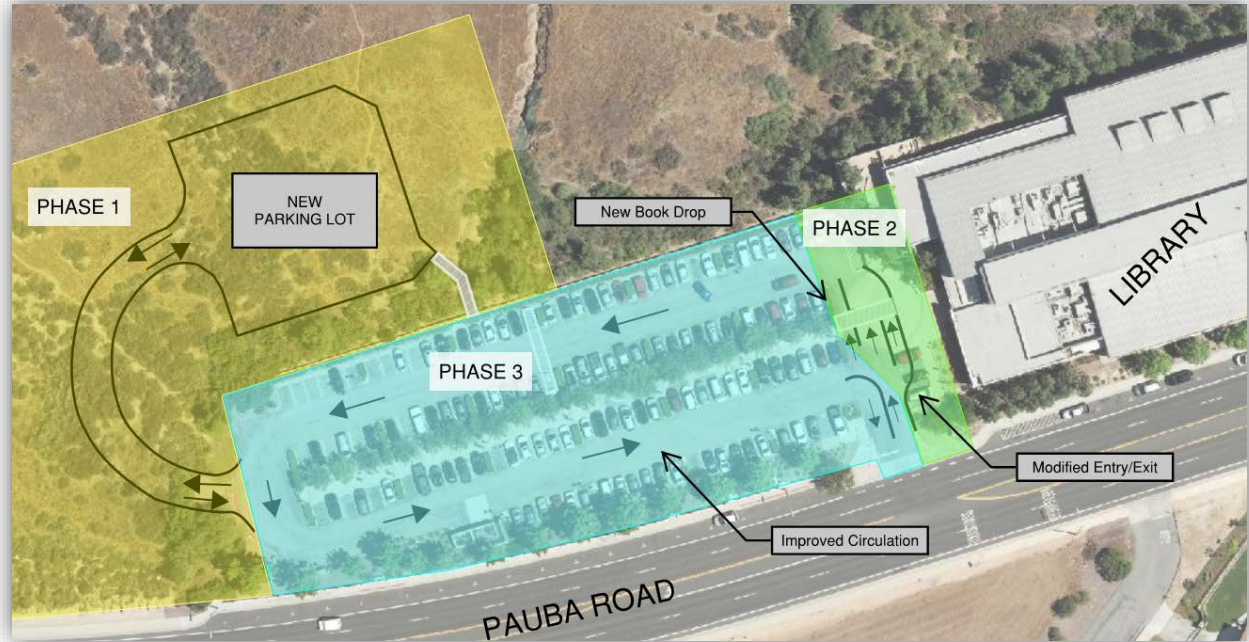 PHASE 1
NEW
PARKING LOT
New Book Drop
PHASE 2
LIBRARY
PHASE 3
Modified Entry/Exit
Improved Circulation
PAUBA ROAD